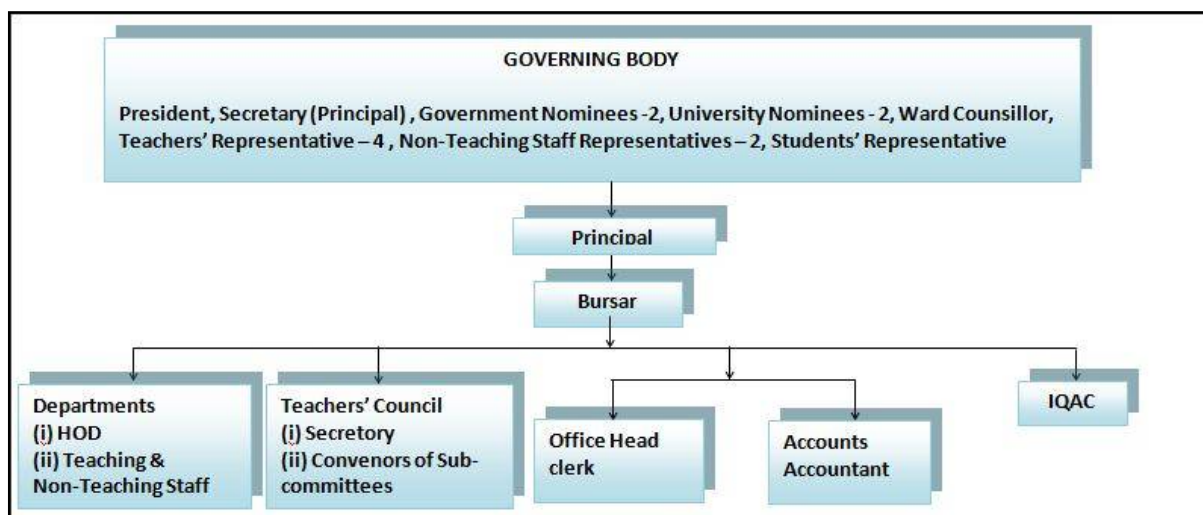 GOVERNING BODY
President, Secretary (Principal) , Government Nominees -2, University Nominees - 2, Ward Counsillor,
Teachers' Representative – 4 , Non-Teaching Staff Representatives – 2, Students' Representative
Principal
Bursar
Departments
(i) HOD
(ii) Teaching &
Non-Teaching Staff
Teachers' Council
(i) Secretory
(ii) Convenors of Sub-
committees
Office Head
clerk
Accounts
Accountant
IQAC